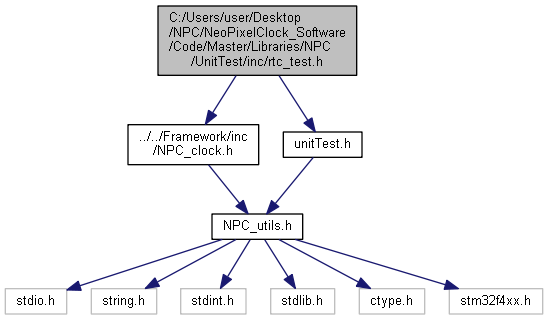 C:/Users/user/Desktop
/NPC/NeoPixelClock_Software
/Code/Master/Libraries/NPC
/UnitTest/inc/rtc_test.h
../../Framework/inc
/NPC_clock.h
unitTest.h
NPC_utils.h
stdio.h
string.h
stdint.h
stdlib.h
ctype.h
stm32f4xx.h